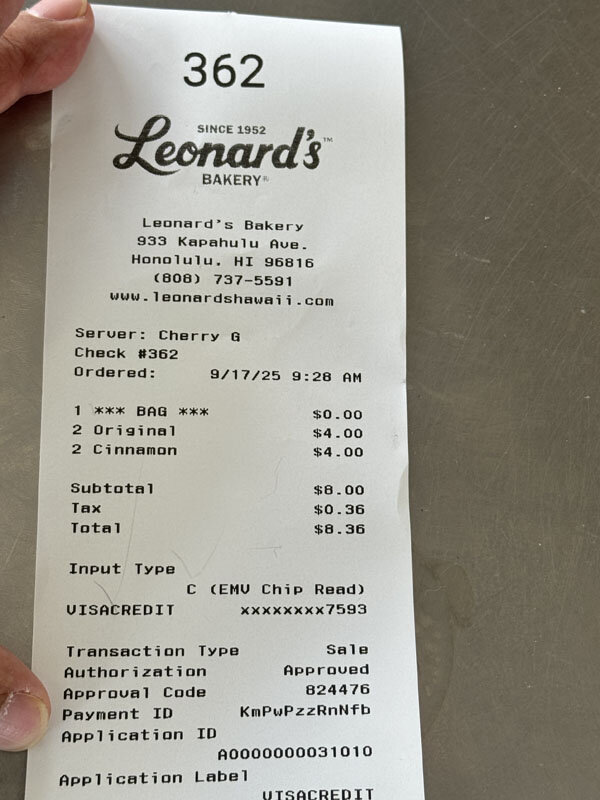 362
SINCE 1952
Leonard's™
BAKERY®
Leonard's Bakery
933 Kapahulu Ave.
Honolulu, HI 96816
(808) 737-5591
www.leonardshawaii.com
Server: Cherry G
Check #362
Ordered: 9/17/25 9:28 AM
1 *** BAG *** $0.00
2 Original $4.00
2 Cinnamon $4.00
Subtotal $8.00
Tax $0.36
Total $8.36
Input Type
C (EMV Chip Read)
VISACREDIT xxxxxxxx7593
Transaction Type Sale
Authorization Approved
Approval Code 824476
Payment ID KmPwPzzRnNfb
Application ID
A0000000031010
Application Label
VISACREDIT